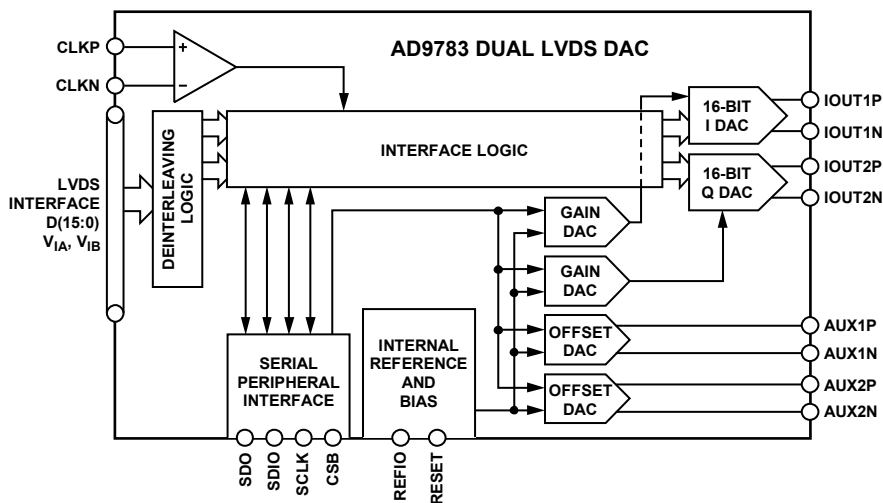 AD9783 DUAL LVDS DAC
CLKP
+
CLKN
–
LVDS
INTERFACE
D(15:0)
VIA, VIB
DEINTERLEAVING
LOGIC
INTERFACE LOGIC
16-BIT
I DAC
IOUT1P
IOUT1N
16-BIT
Q DAC
IOUT2P
IOUT2N
GAIN
DAC
GAIN
DAC
OFFSET
DAC
AUX1P
AUX1N
OFFSET
DAC
AUX2P
AUX2N
SERIAL
PERIPHERAL
INTERFACE
INTERNAL
REFERENCE
AND
BIAS
SDO
SDIO
SCLK
CSB
REFIO
RESET